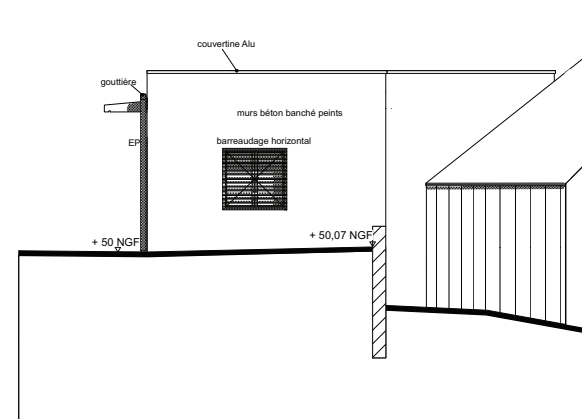 couvertine Alu
gouttière
murs béton banché peints
EP
barreaudage horizontal
+ 50 NGF
+ 50,07 NGF